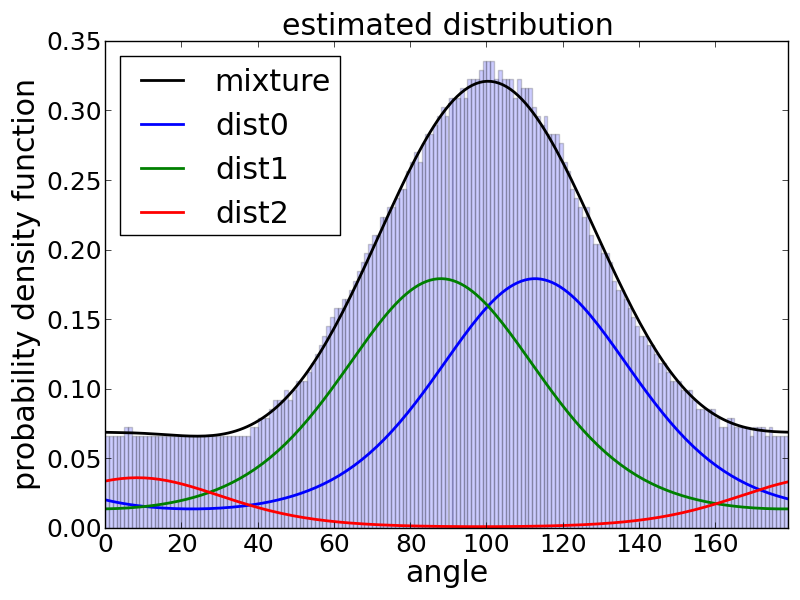 estimated distribution
probability density function
0.35
0.30
0.25
0.20
0.15
0.10
0.05
0.00
mixture
dist0
dist1
dist2
0 20 40 60 80 100 120 140 160
angle